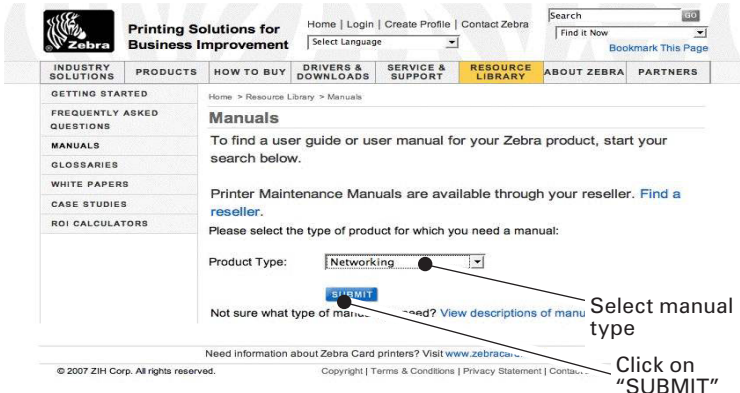 Zebra
Printing Solutions for
Business Improvement
Home | Login | Create Profile | Contact Zebra
Select Language
Search
GO
Find it Now
Bookmark This Page
INDUSTRY SOLUTIONS
PRODUCTS
HOW TO BUY
DRIVERS & DOWNLOADS
SERVICE & SUPPORT
RESOURCE LIBRARY
ABOUT ZEBRA
PARTNERS
GETTING STARTED
FREQUENTLY ASKED
QUESTIONS
MANUALS
GLOSSARIES
WHITE PAPERS
CASE STUDIES
ROI CALCULATORS
Home > Resource Library > Manuals
Manuals
To find a user guide or user manual for your Zebra product, start your
search below.
Printer Maintenance Manuals are available through your reseller. Find a
reseller.
Please select the type of product for which you need a manual:
Product Type:
Networking
SUBMIT
Not sure what type of need? View descriptions of
Select manual
type
Need information about Zebra Card printers? Visit
Click on
"SUBMIT"
© 2007 ZIH Corp. All rights reserved.
Copyright | Terms & Conditions | Privacy Statement |